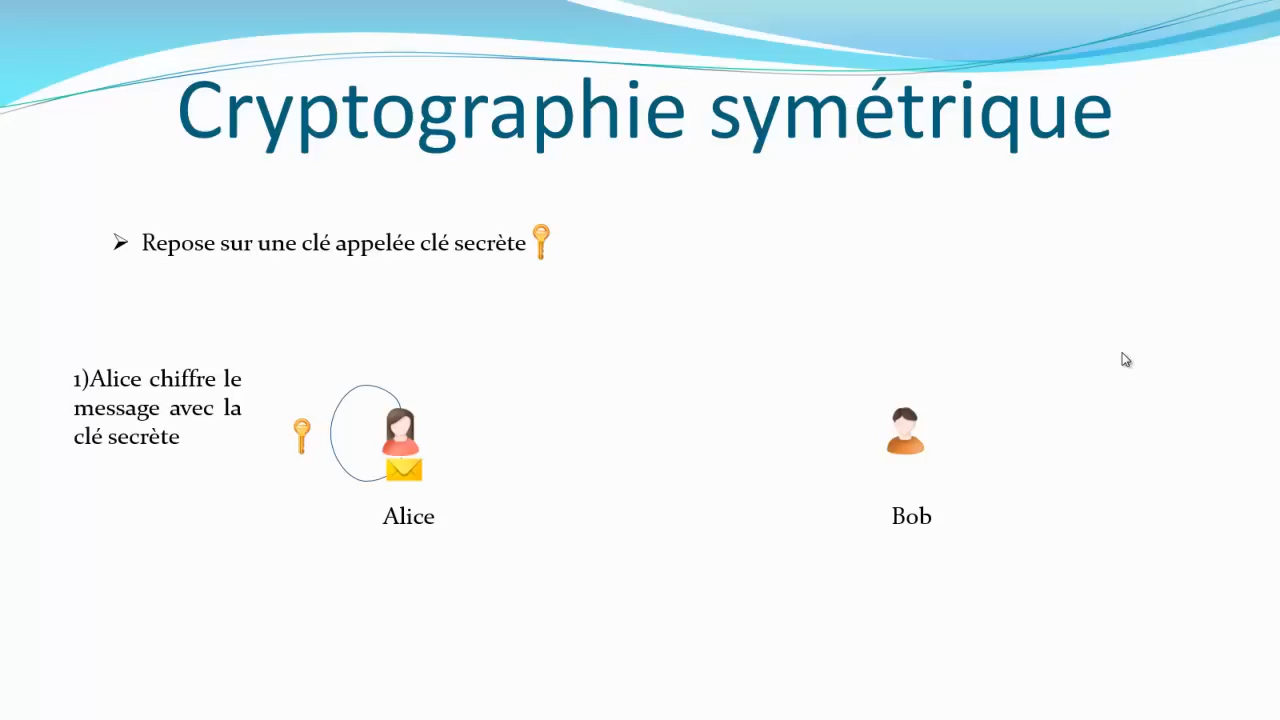 Cryptographie symétrique
Repose sur une clé appelée clé secrète
1)Alice chiffre le
message avec la
clé secrète
Alice
Bob